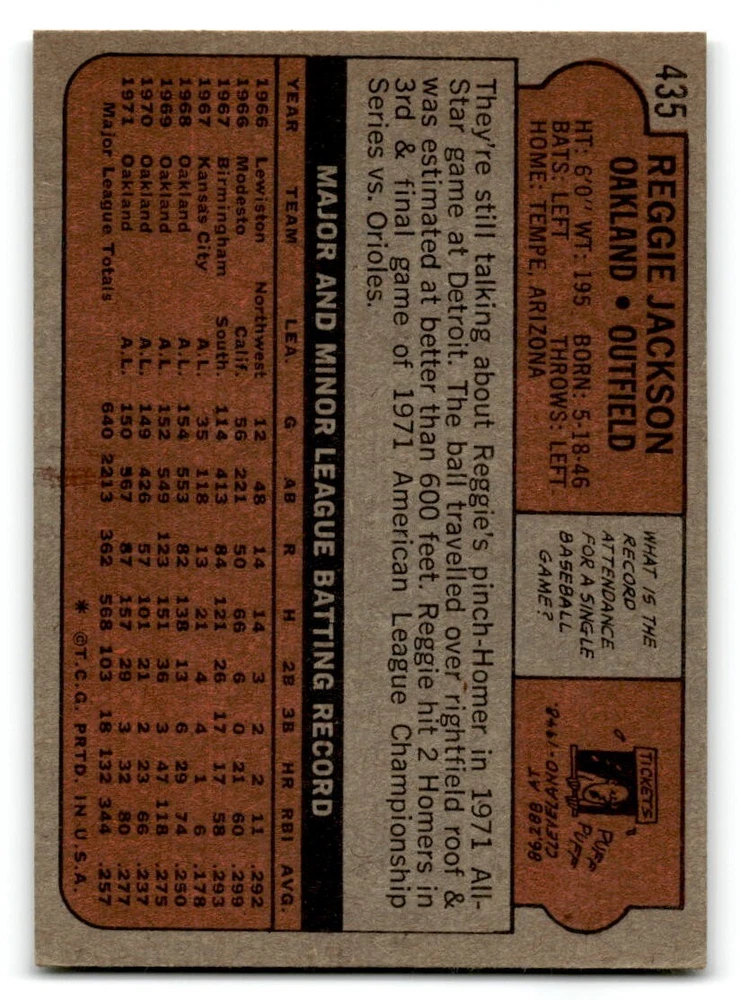 435
REGGIE JACKSON
OAKLAND • OUTFIELD
HT: 6'0" WT: 195 BORN: 5-18-46
BATS: LEFT THROWS: LEFT
HOME: TEMPE, ARIZONA
WHAT IS THE
RECORD
ATTENDANCE
FOR A SINGLE
BASEBALL
GAME?
TICKETS
PUFF
PUFF
86,288 AT
CLEVELAND-1948.
They're still talking about Reggie's pinch-Homer in 1971 All-
Star game at Detroit. The ball travelled over rightfield roof &
was estimated at better than 600 feet. Reggie hit 2 Homers in
3rd & final game of 1971 American League Championship
Series vs. Orioles.
MAJOR AND MINOR LEAGUE BATTING RECORD
YEAR TEAM LEA. G AB R H 2B 3B HR RBI AVG.
1966 Lewiston Northwest 12 48 14 14 3 2 2 11 .292
1966 Modesto Calif. 56 221 50 66 6 0 21 60 .299
1967 Birmingham South. 114 413 84 121 26 17 17 58 .293
1967 Kansas City A.L. 35 118 13 21 4 4 1 6 .178
1968 Oakland A.L. 154 553 82 138 13 6 29 74 .250
1969 Oakland A.L. 152 549 123 151 36 3 47 118 .275
1970 Oakland A.L. 149 426 57 101 21 2 23 66 .237
1971 Oakland A.L. 150 567 87 157 29 3 32 80 .277
Major League Totals 640 2213 362 568 103 18 132 344 .257
* ©T.C.G. PRTD. IN U.S.A.